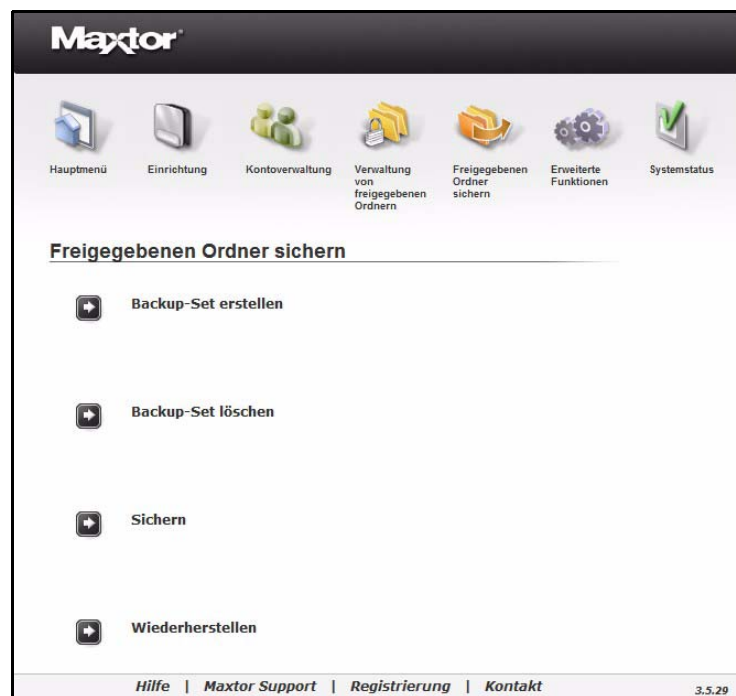 Maxtor
Hauptmenü
Einrichtung
Kontoverwaltung
Verwaltung
von
freigegebenen
Ordnern
Freigegebenen
Ordner
sichern
Erweiterte
Funktionen
Systemstatus
Freigegebenen Ordner sichern
Backup-Set erstellen
Backup-Set löschen
Sichern
Wiederherstellen
Hilfe | Maxtor Support | Registrierung | Kontakt
3.5.29